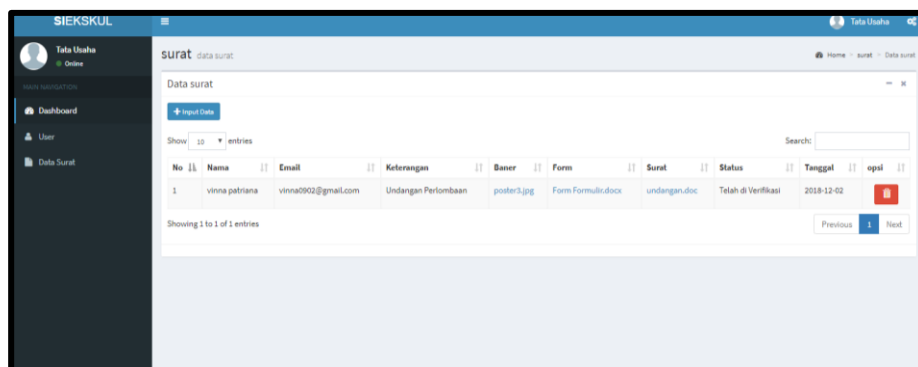 SIEKSKUL
Tata Usaha
Tata Usaha
Online
MAIN NAVIGATION
Dashboard
User
Data Surat
surat data surat
Home > surat > Data surat
Data surat
Input Data
Show 10 entries
Search:
No Nama Email Keterangan Baner Form Surat Status Tanggal opsi
1 vinna patriana vinna0902@gmail.com Undangan Perlombaan poster3.jpg Form Formulir.docx undangan.doc Telah di Verifikasi 2018-12-02
Showing 1 to 1 of 1 entries
Previous 1 Next